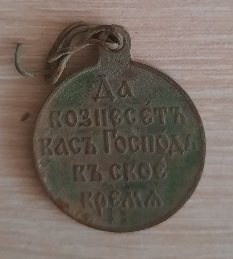 Да
вознесетъ
васъ Господь
въ свое
время